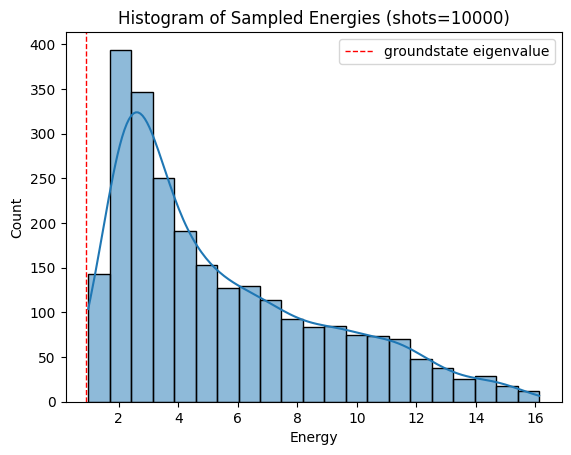 Histogram of Sampled Energies (shots=10000)
groundstate eigenvalue
400
350
300
250
200
150
100
50
0
Count
2 4 6 8 10 12 14 16
Energy